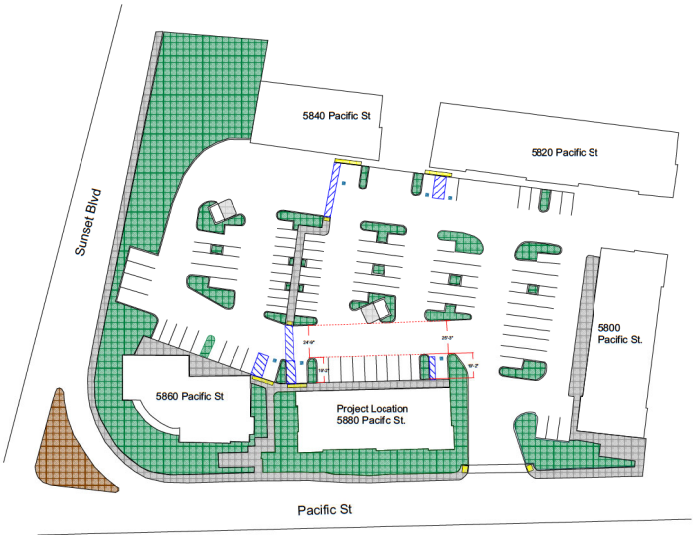 5840 Pacific St
5820 Pacific St
Sunset Blvd
5800
Pacific St.
24'-9"
25'-3"
19'-2"
19'-2"
5860 Pacific St
Project Location
5880 Pacifc St.
Pacific St